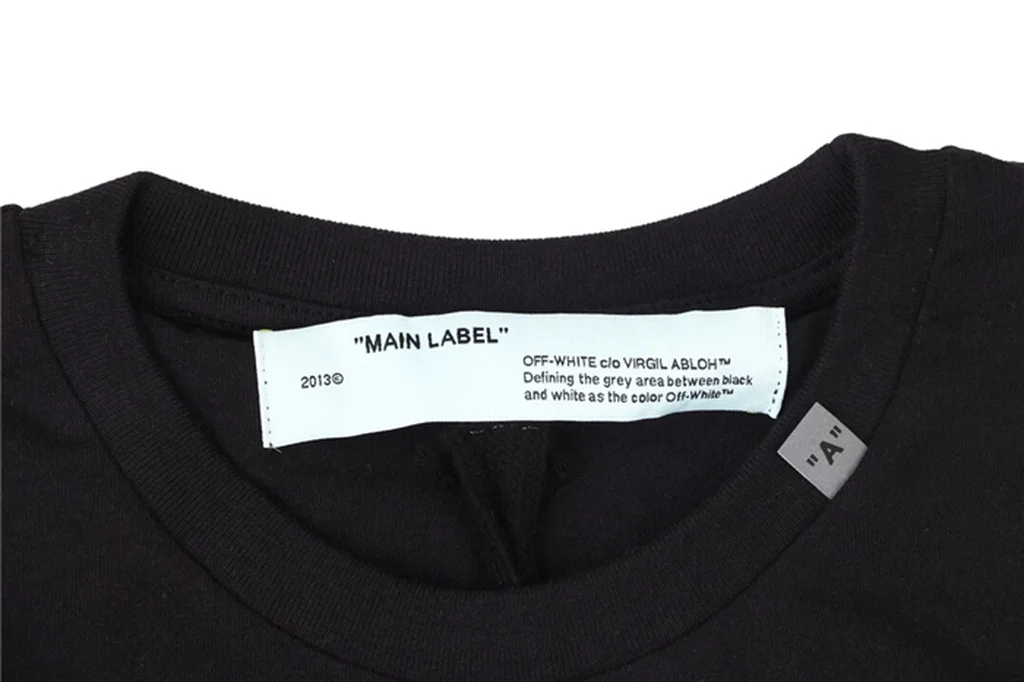 "MAIN LABEL"
2013©
OFF-WHITE c/o VIRGIL ABLOH™
Defining the grey area between black
and white as the color Off-White™
"A"